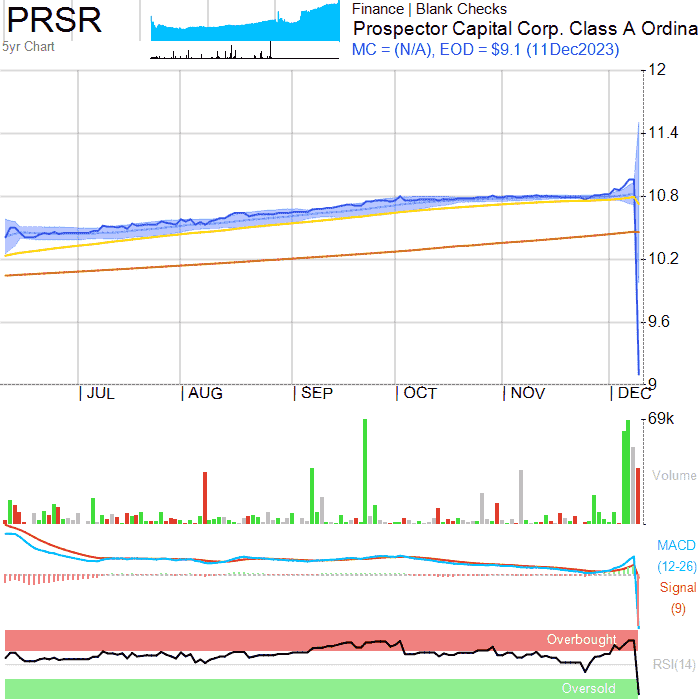 PRSR
5yr Chart
Finance | Blank Checks
Prospector Capital Corp. Class A Ordina
MC = (N/A), EOD = $9.1 (11Dec2023)
12
11.4
10.8
10.2
9.6
9
| JUL | AUG | SEP | OCT | NOV | DEC
69k
Volume
MACD
(12-26)
Signal
(9)
Overbought
RSI(14)
Oversold